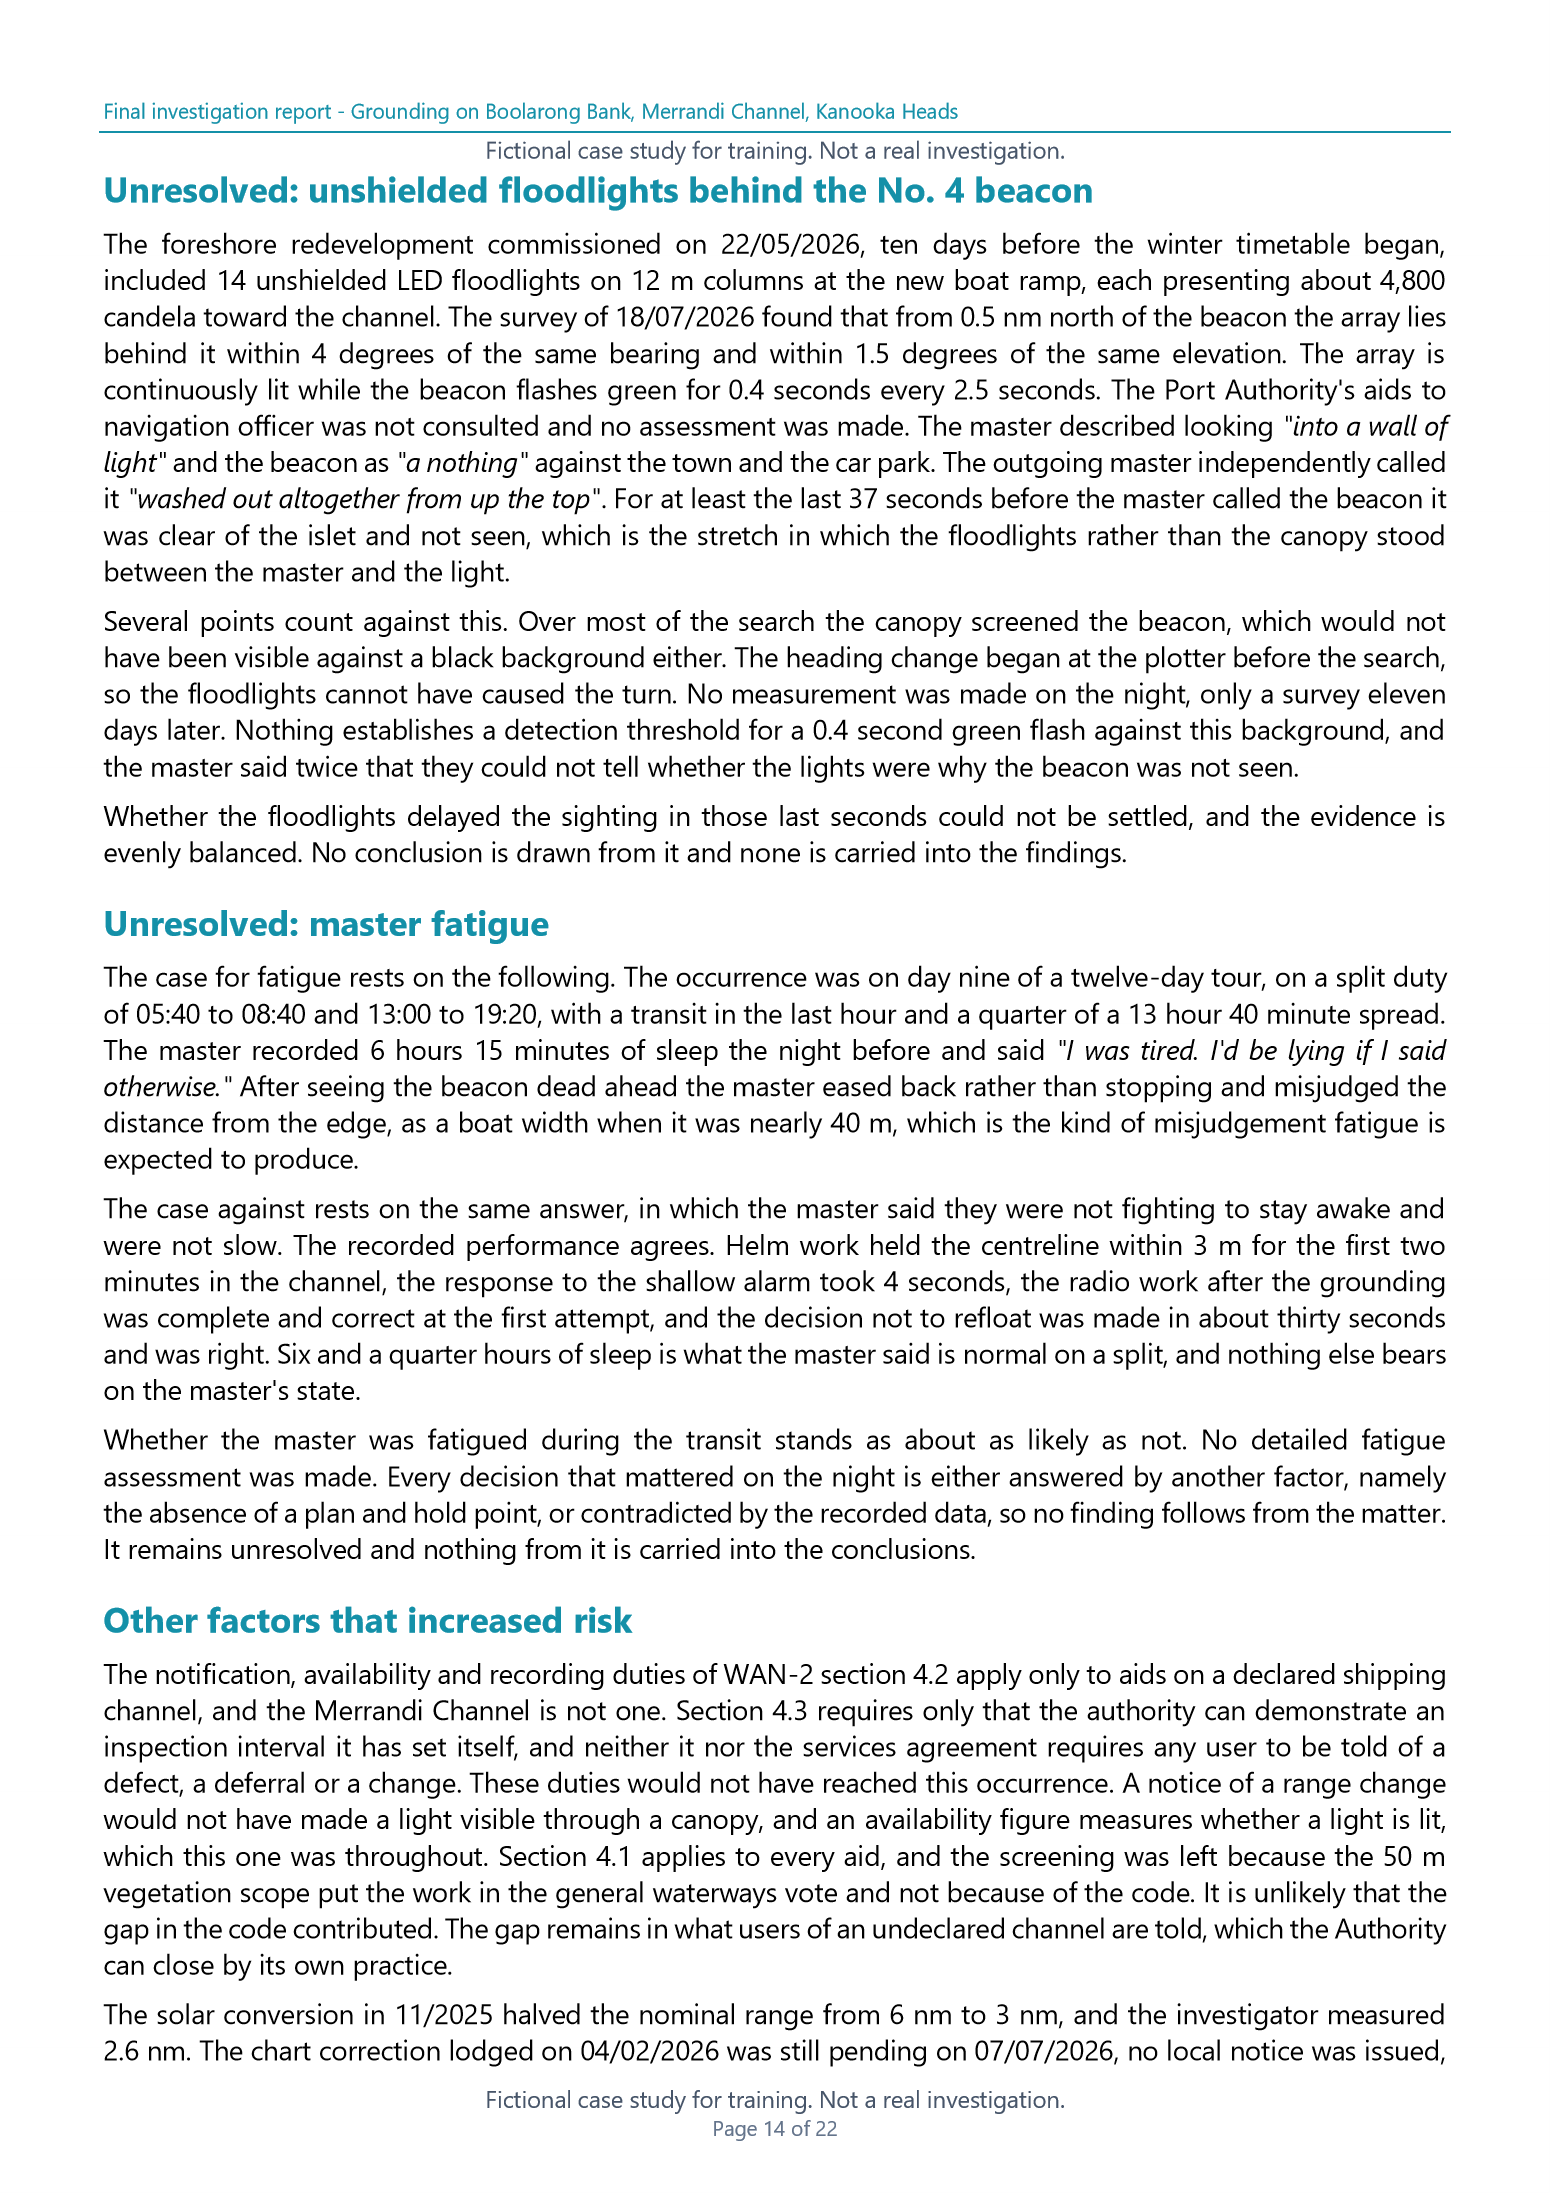 Final investigation report - Grounding on Boolarong Bank, Merrandi Channel, Kanooka Heads
Fictional case study for training. Not a real investigation.
Unresolved: unshielded floodlights behind the No. 4 beacon
The foreshore redevelopment commissioned on 22/05/2026, ten days before the winter timetable began,
included 14 unshielded LED floodlights on 12 m columns at the new boat ramp, each presenting about 4,800
candela toward the channel. The survey of 18/07/2026 found that from 0.5 nm north of the beacon the array lies
behind it within 4 degrees of the same bearing and within 1.5 degrees of the same elevation. The array is
continuously lit while the beacon flashes green for 0.4 seconds every 2.5 seconds. The Port Authority's aids to
navigation officer was not consulted and no assessment was made. The master described looking "into a wall of
light" and the beacon as "a nothing" against the town and the car park. The outgoing master independently called
it "washed out altogether from up the top". For at least the last 37 seconds before the master called the beacon it
was clear of the islet and not seen, which is the stretch in which the floodlights rather than the canopy stood
between the master and the light.
Several points count against this. Over most of the search the canopy screened the beacon, which would not
have been visible against a black background either. The heading change began at the plotter before the search,
so the floodlights cannot have caused the turn. No measurement was made on the night, only a survey eleven
days later. Nothing establishes a detection threshold for a 0.4 second green flash against this background, and
the master said twice that they could not tell whether the lights were why the beacon was not seen.
Whether the floodlights delayed the sighting in those last seconds could not be settled, and the evidence is
evenly balanced. No conclusion is drawn from it and none is carried into the findings.
Unresolved: master fatigue
The case for fatigue rests on the following. The occurrence was on day nine of a twelve-day tour, on a split duty
of 05:40 to 08:40 and 13:00 to 19:20, with a transit in the last hour and a quarter of a 13 hour 40 minute spread.
The master recorded 6 hours 15 minutes of sleep the night before and said "I was tired. I'd be lying if I said
otherwise." After seeing the beacon dead ahead the master eased back rather than stopping and misjudged the
distance from the edge, as a boat width when it was nearly 40 m, which is the kind of misjudgement fatigue is
expected to produce.
The case against rests on the same answer, in which the master said they were not fighting to stay awake and
were not slow. The recorded performance agrees. Helm work held the centreline within 3 m for the first two
minutes in the channel, the response to the shallow alarm took 4 seconds, the radio work after the grounding
was complete and correct at the first attempt, and the decision not to refloat was made in about thirty seconds
and was right. Six and a quarter hours of sleep is what the master said is normal on a split, and nothing else bears
on the master's state.
Whether the master was fatigued during the transit stands as about as likely as not. No detailed fatigue
assessment was made. Every decision that mattered on the night is either answered by another factor, namely
the absence of a plan and hold point, or contradicted by the recorded data, so no finding follows from the matter.
It remains unresolved and nothing from it is carried into the conclusions.
Other factors that increased risk
The notification, availability and recording duties of WAN-2 section 4.2 apply only to aids on a declared shipping
channel, and the Merrandi Channel is not one. Section 4.3 requires only that the authority can demonstrate an
inspection interval it has set itself, and neither it nor the services agreement requires any user to be told of a
defect, a deferral or a change. These duties would not have reached this occurrence. A notice of a range change
would not have made a light visible through a canopy, and an availability figure measures whether a light is lit,
which this one was throughout. Section 4.1 applies to every aid, and the screening was left because the 50 m
vegetation scope put the work in the general waterways vote and not because of the code. It is unlikely that the
gap in the code contributed. The gap remains in what users of an undeclared channel are told, which the Authority
can close by its own practice.
The solar conversion in 11/2025 halved the nominal range from 6 nm to 3 nm, and the investigator measured
2.6 nm. The chart correction lodged on 04/02/2026 was still pending on 07/07/2026, no local notice was issued,
Fictional case study for training. Not a real investigation.
Page 14 of 22